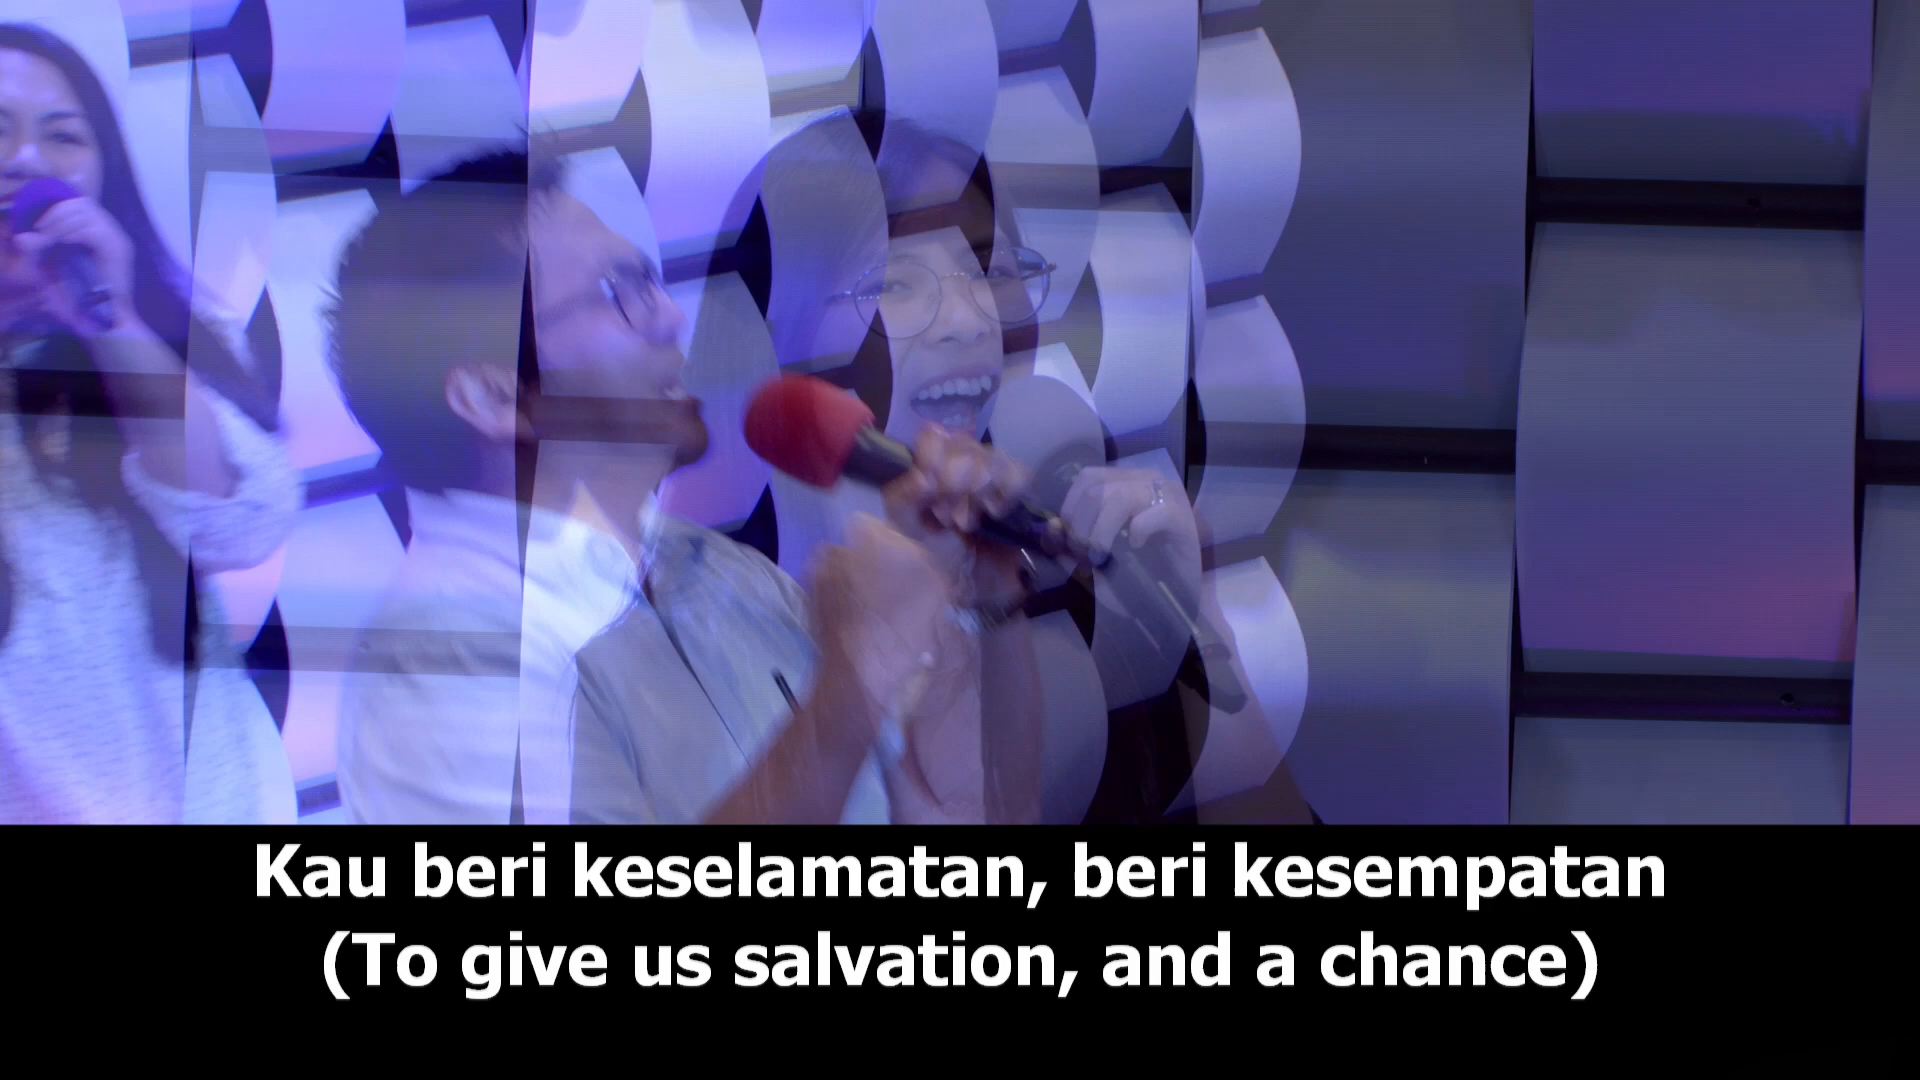 Kau beri keselamatan, beri kesempatan
(To give us salvation, and a chance)